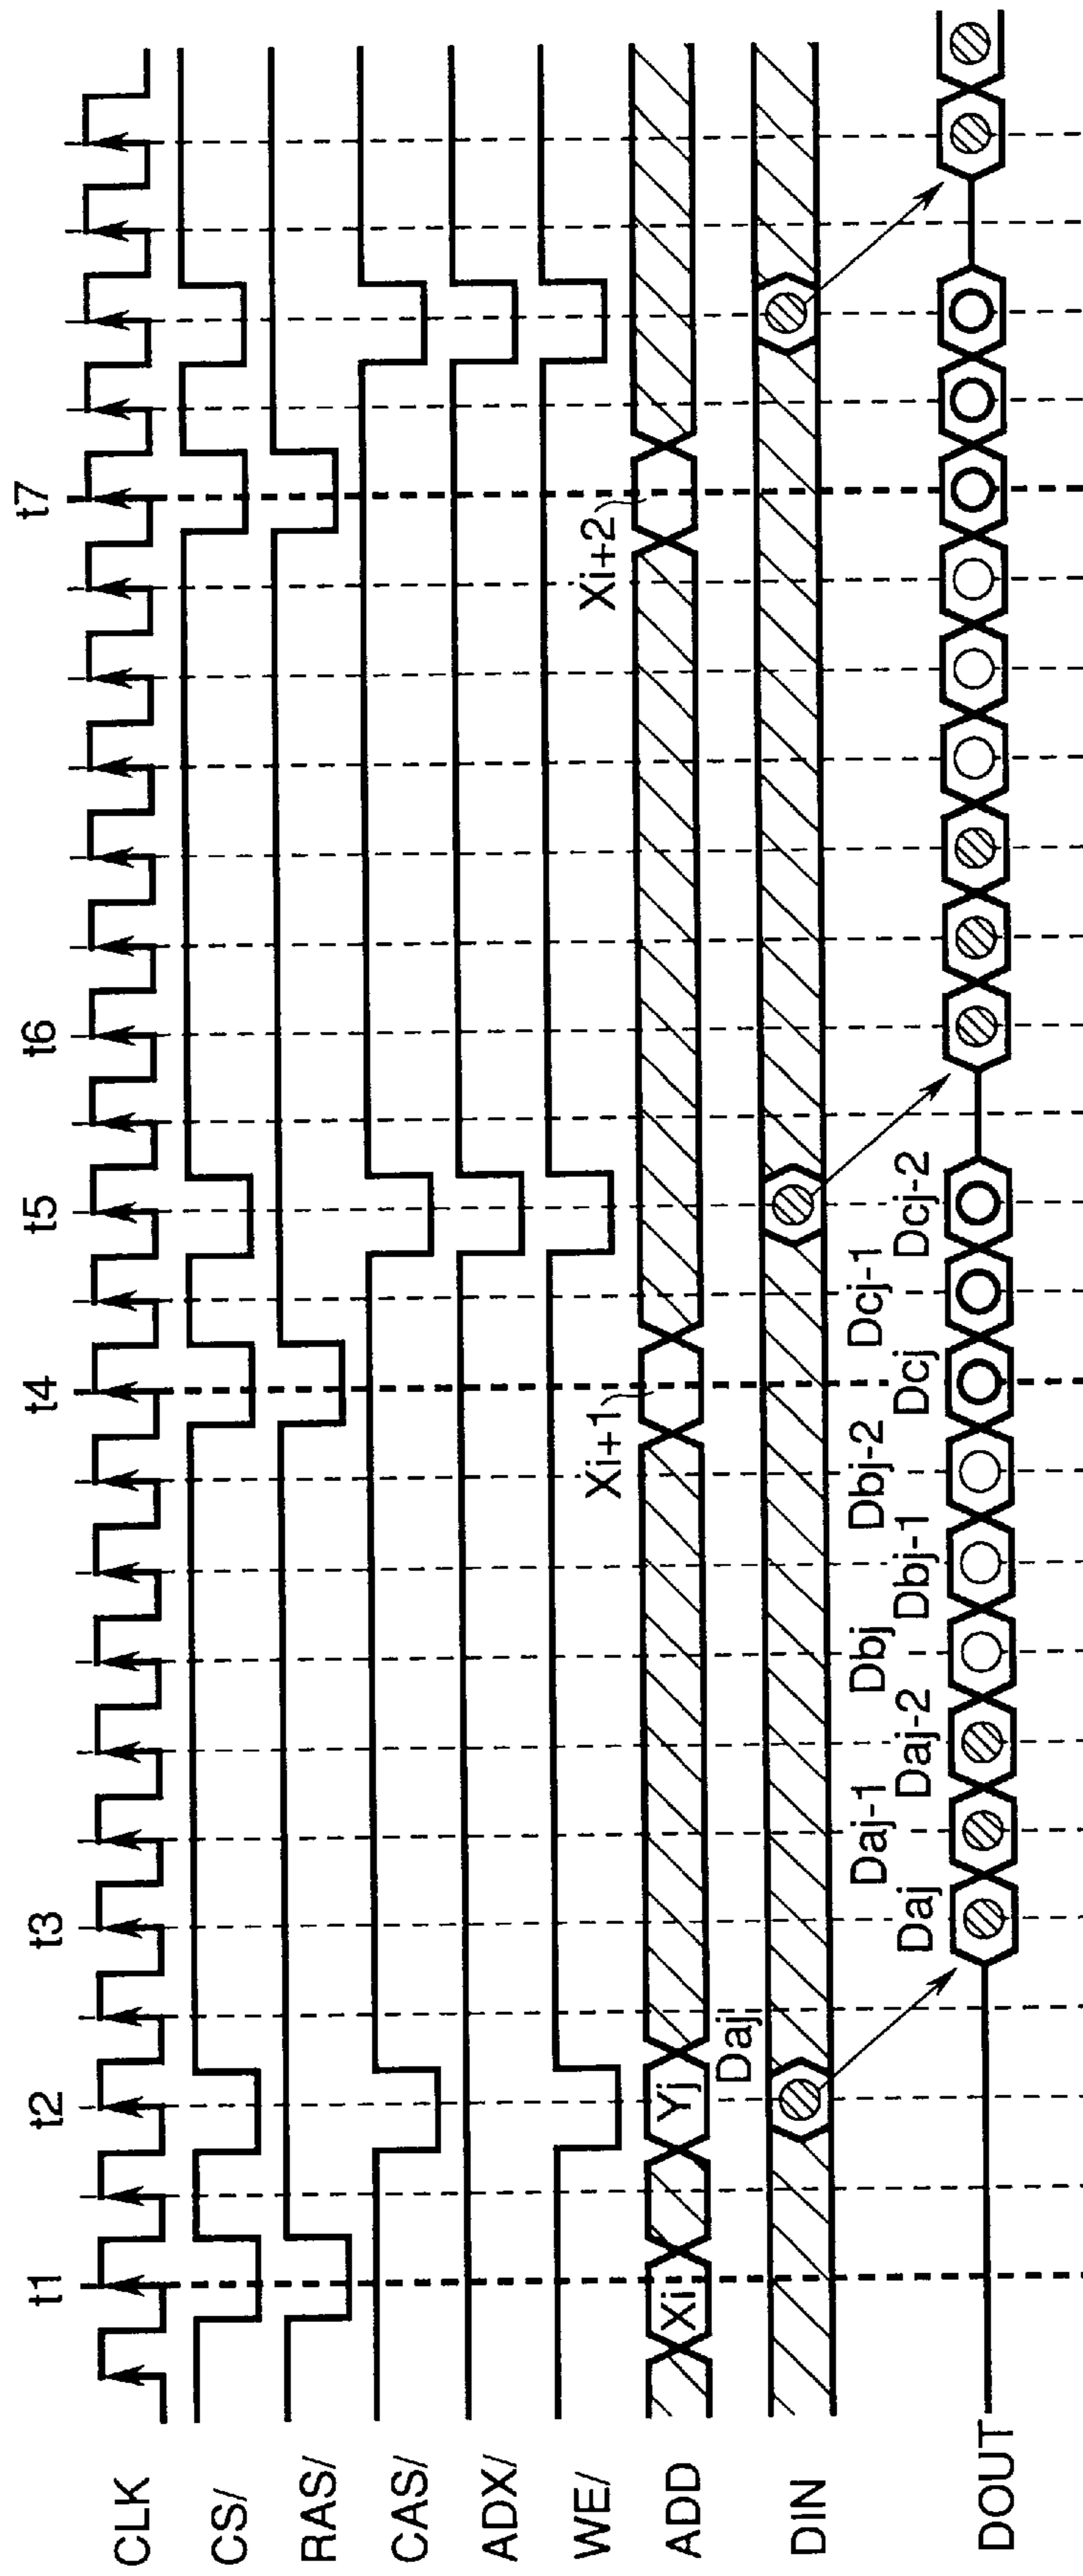 t1 t2 t3 t4 t5 t6 t7
CLK
CS/
RAS/
CAS/
ADX/
WE/
Xi+1 Xi+2
ADD Xi Yj
Daj
DIN
Daj-1 Dbj Dbj-2 Dcj-1
Daj Daj-2 Dbj-1 Dcj Dcj-2
DOUT